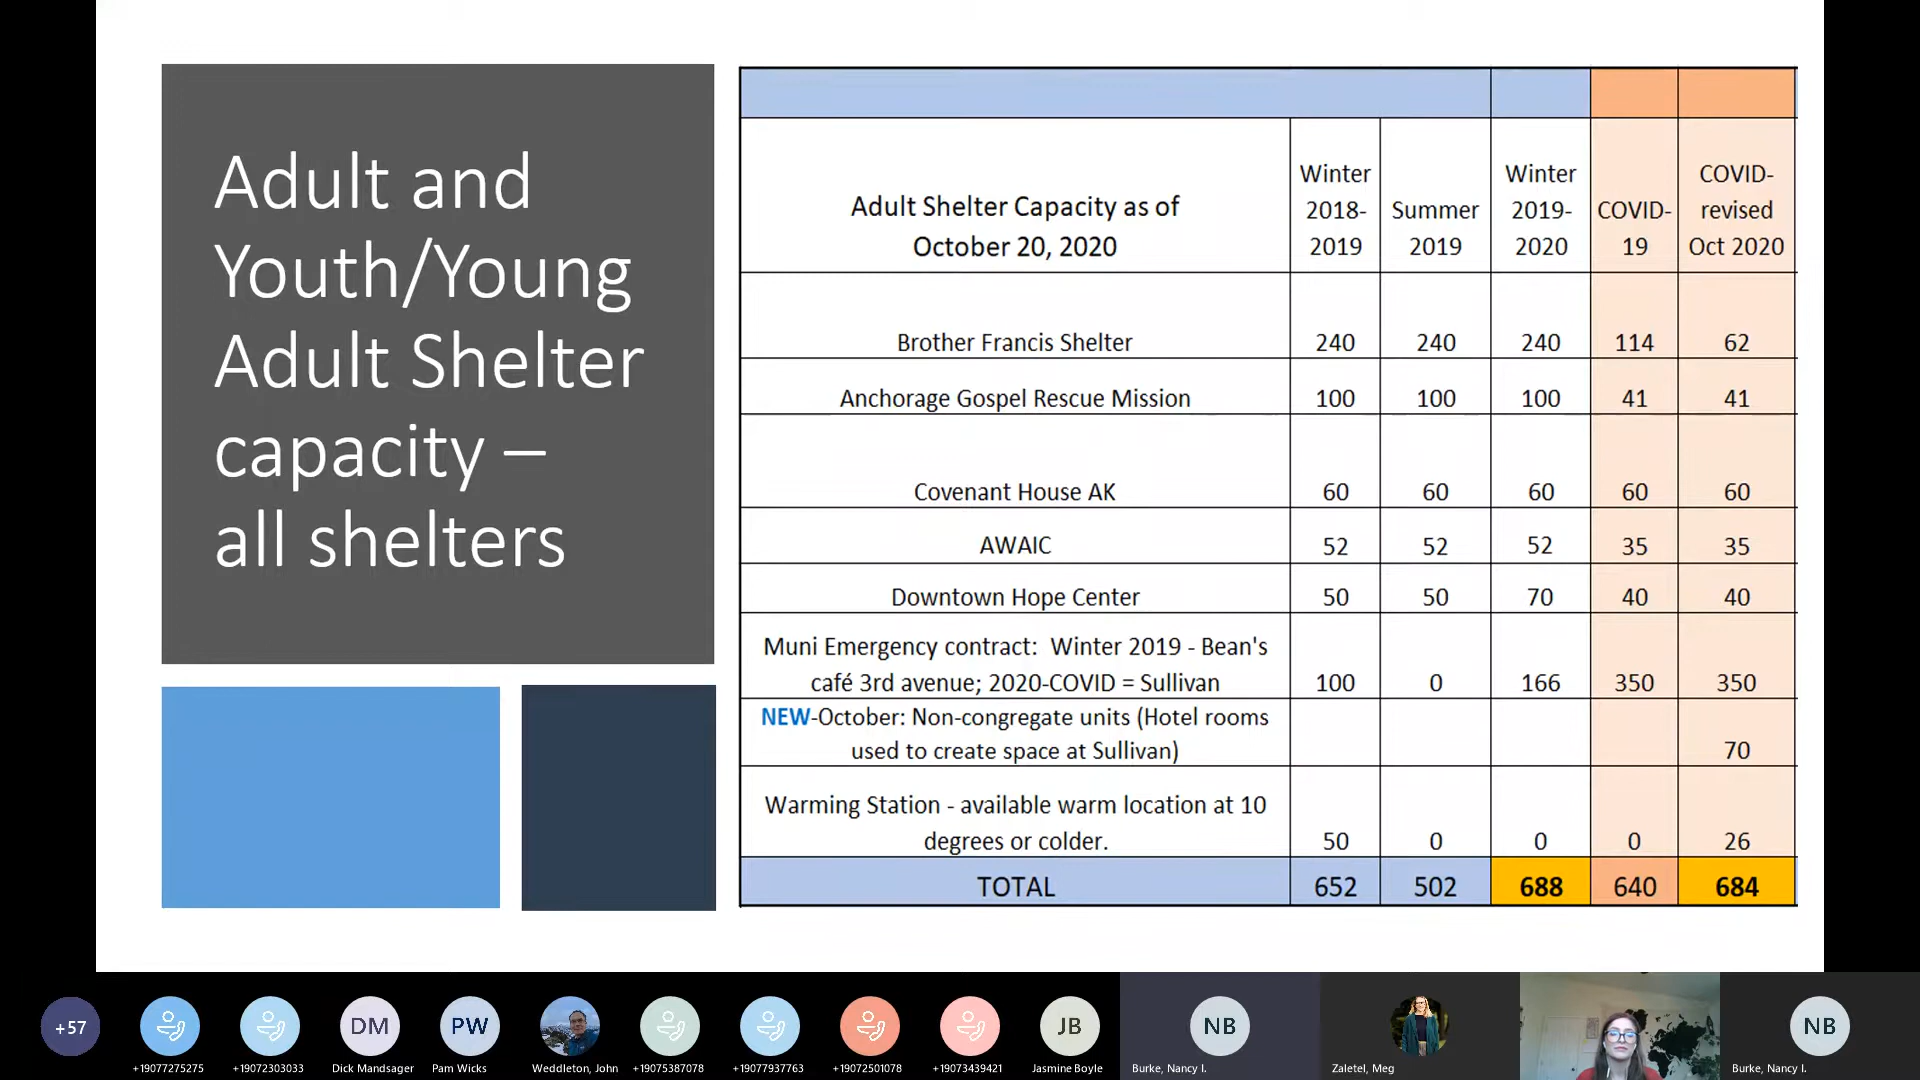 Adult and
Youth/Young
Adult Shelter
capacity –
all shelters
Adult Shelter Capacity as of
October 20, 2020
Winter
2018-
2019
Summer
2019
Winter
2019-
2020
COVID-
19
COVID-
revised
Oct 2020
Brother Francis Shelter 240 240 240 114 62
Anchorage Gospel Rescue Mission 100 100 100 41 41
Covenant House AK 60 60 60 60 60
AWAIC 52 52 52 35 35
Downtown Hope Center 50 50 70 40 40
Muni Emergency contract: Winter 2019 - Bean's
café 3rd avenue; 2020-COVID = Sullivan 100 0 166 350 350
NEW-October: Non-congregate units (Hotel rooms
used to create space at Sullivan) 70
Warming Station - available warm location at 10
degrees or colder. 50 0 0 0 26
TOTAL 652 502 688 640 684
+57
DM
PW
JB
NB
NB
+19077275275
+19072303033
Dick Mandsager
Pam Wicks
Weddleton, John
+19075387078
+19077937763
+19072501078
+19073439421
Jasmine Boyle
Burke, Nancy I.
Zaletel, Meg
Burke, Nancy I.